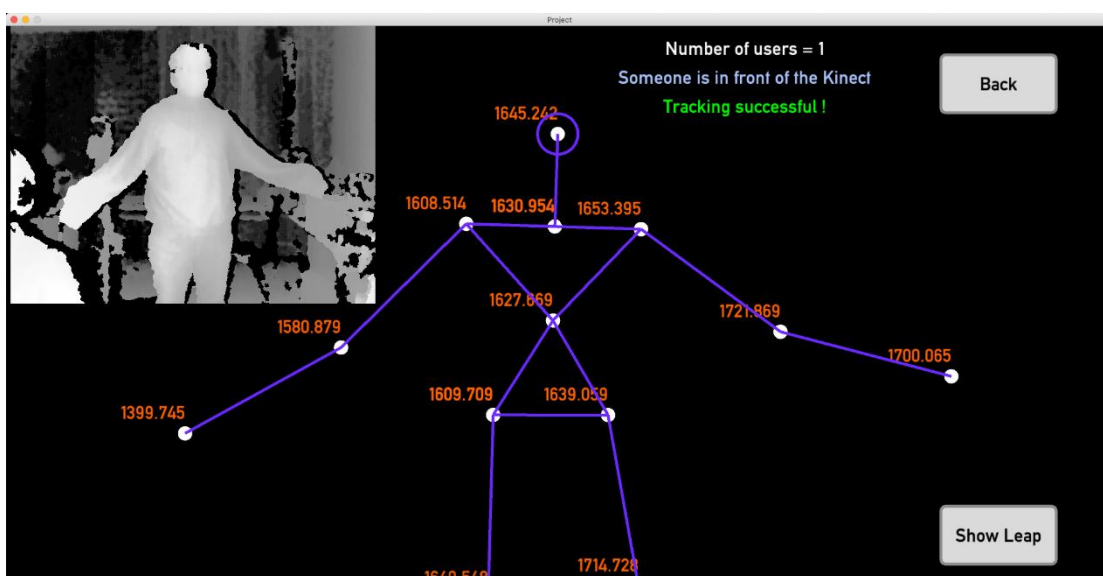 Project
Number of users = 1
Someone is in front of the Kinect
Tracking successful !
Back
1645.242
1608.514
1630.954
1653.395
1627.669
1580.879
1721.869
1700.065
1399.745
1609.709
1639.059
1714.728
Show Leap